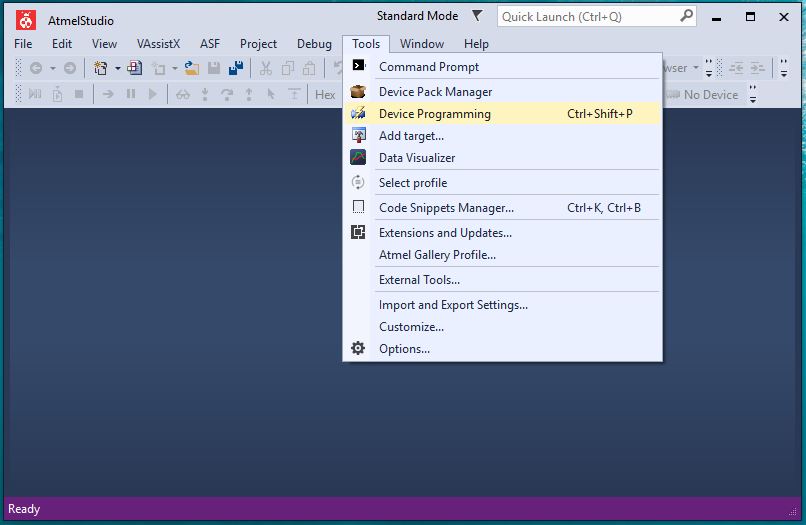 AtmelStudio
Standard Mode
Quick Launch (Ctrl+Q)
File Edit View VAssistX ASF Project Debug Tools Window Help
Hex
No Device
Command Prompt
Device Pack Manager
Device Programming Ctrl+Shift+P
Add target...
Data Visualizer
Select profile
Code Snippets Manager... Ctrl+K, Ctrl+B
Extensions and Updates...
Atmel Gallery Profile...
External Tools...
Import and Export Settings...
Customize...
Options...
Ready